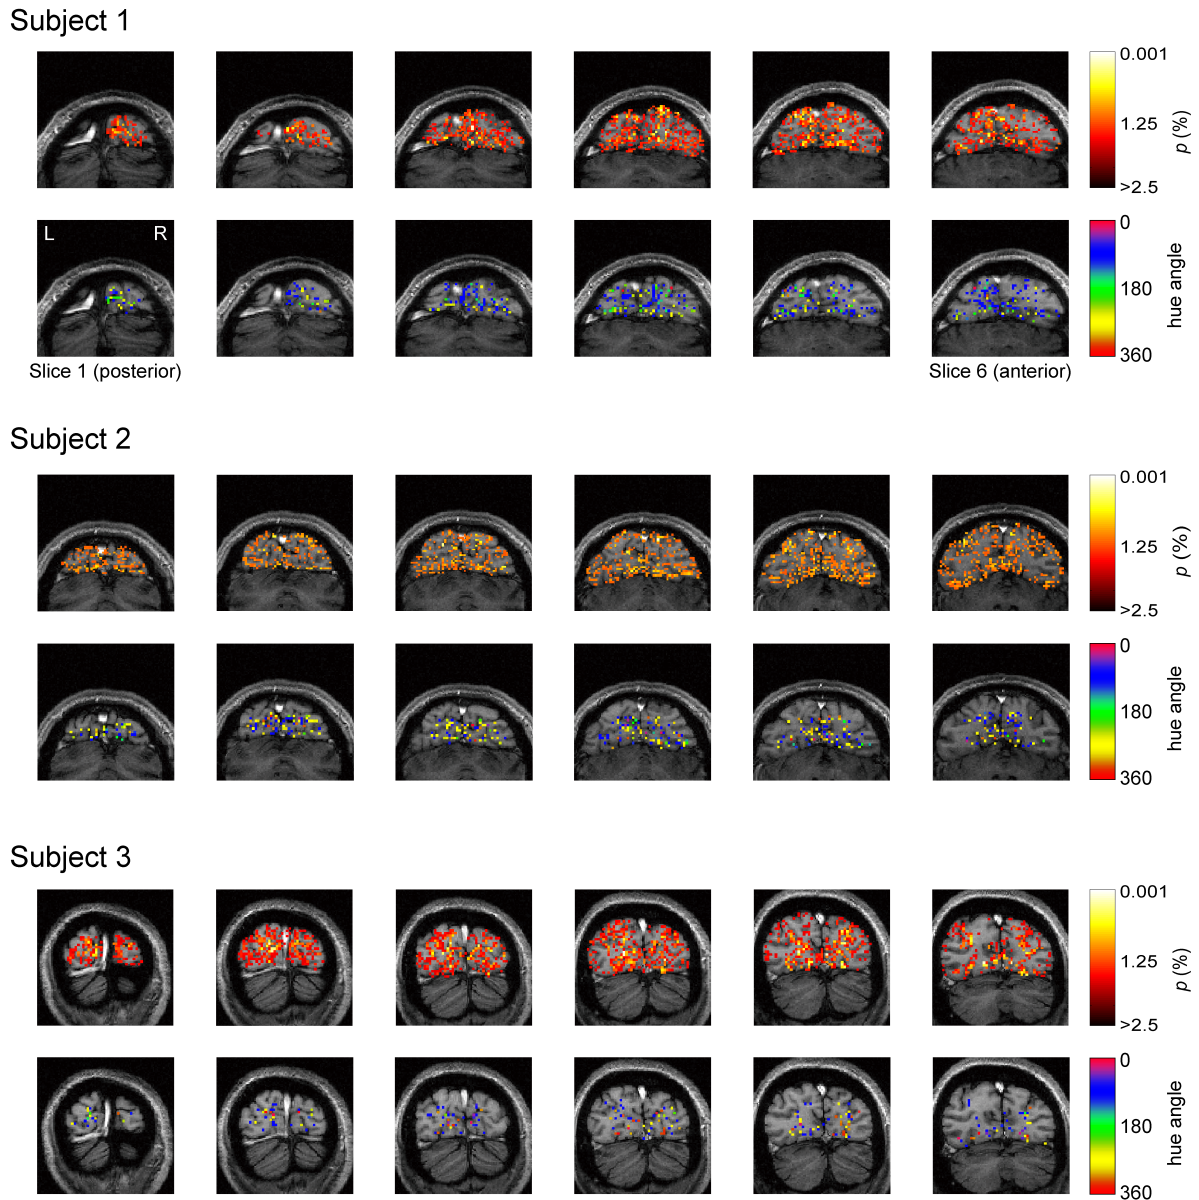 Subject 1
0.001
1.25
>2.5
p (%)
L R
0
180
360
hue angle
Slice 1 (posterior)
Slice 6 (anterior)
Subject 2
0.001
1.25
>2.5
p (%)
0
180
360
hue angle
Subject 3
0.001
1.25
>2.5
p (%)
0
180
360
hue angle